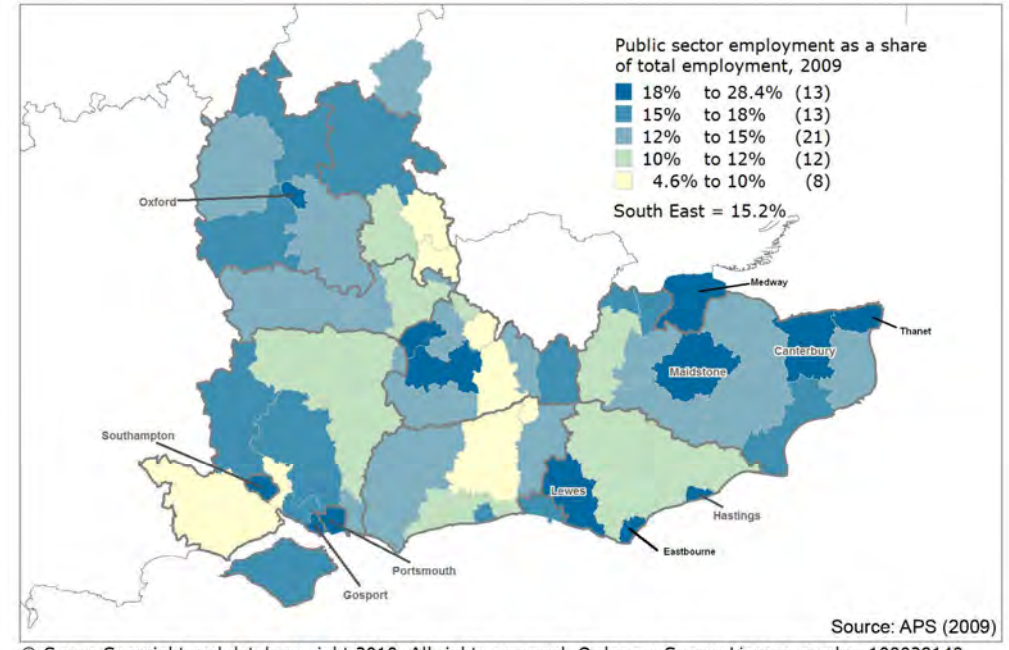 Public sector employment as a share
of total employment, 2009
18% to 28.4% (13)
15% to 18% (13)
12% to 15% (21)
10% to 12% (12)
4.6% to 10% (8)
South East = 15.2%
Oxford
Medway
Thanet
Canterbury
Maidstone
Southampton
Lewes
Hastings
Eastbourne
Portsmouth
Gosport
Source: APS (2009)